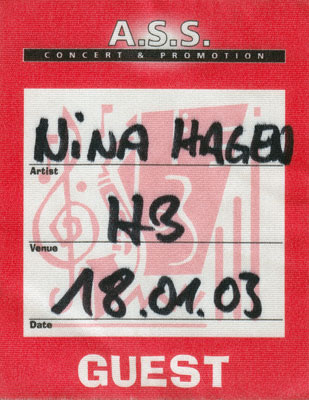 A.S.S.
CONCERT & PROMOTION
NINA HAGEN
Artist
HB
Venue
18.01.03
Date
GUEST